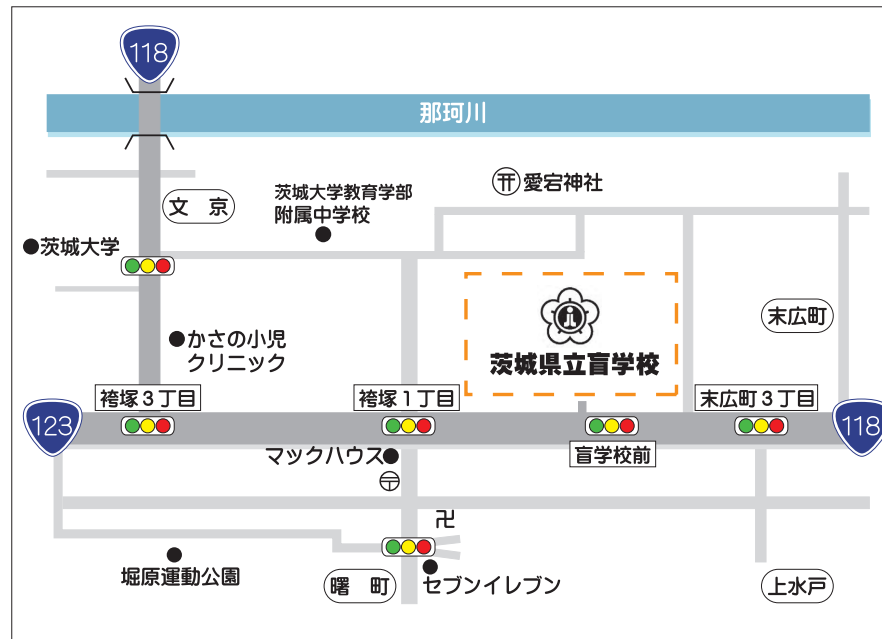 118
那珂川
愛宕神社
茨城大学教育学部
附属中学校
文　京
茨城大学
末広町
かさの小児
クリニック
茨城県立盲学校
袴塚３丁目
袴塚１丁目
末広町３丁目
123
118
マックハウス
盲学校前
〒
卍
堀原運動公園
曙　町
セブンイレブン
上水戸